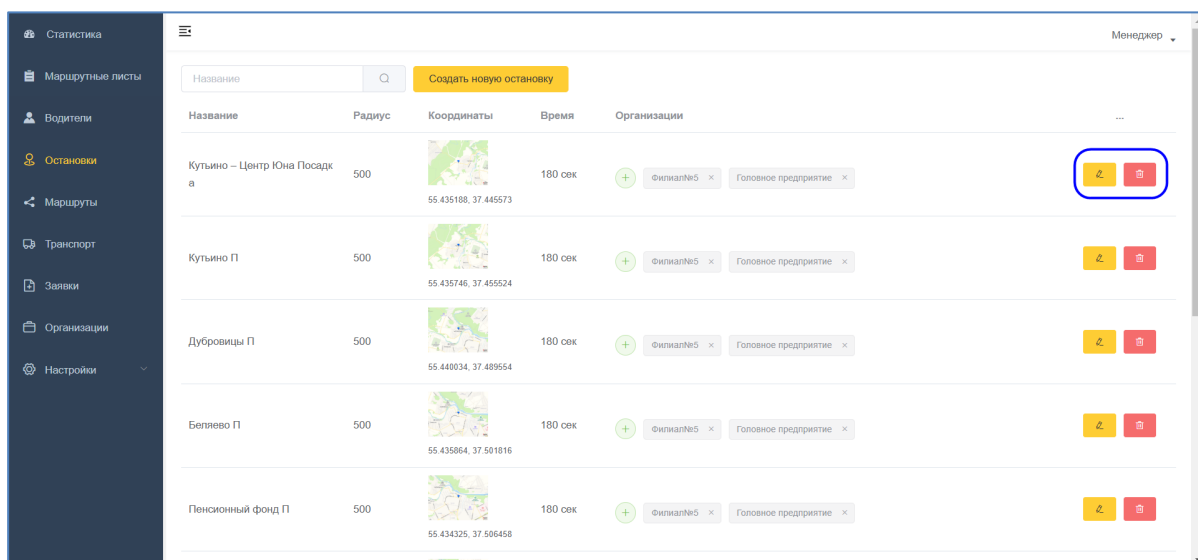 Статистика
Менеджер
Маршрутные листы
Водители
Остановки
Маршруты
Транспорт
Заявки
Организации
Настройки
Название
Создать новую остановку
Название Радиус Координаты Время Организации ...
Кутьино – Центр Юна Посадк
а
500
55.435188, 37.445573
180 сек
Филиал№5 × Головное предприятие ×
Кутьино П
500
55.435746, 37.455524
180 сек
Филиал№5 × Головное предприятие ×
Дубровицы П
500
55.440034, 37.489554
180 сек
Филиал№5 × Головное предприятие ×
Беляево П
500
55.435864, 37.501816
180 сек
Филиал№5 × Головное предприятие ×
Пенсионный фонд П
500
55.434325, 37.506458
180 сек
Филиал№5 × Головное предприятие ×